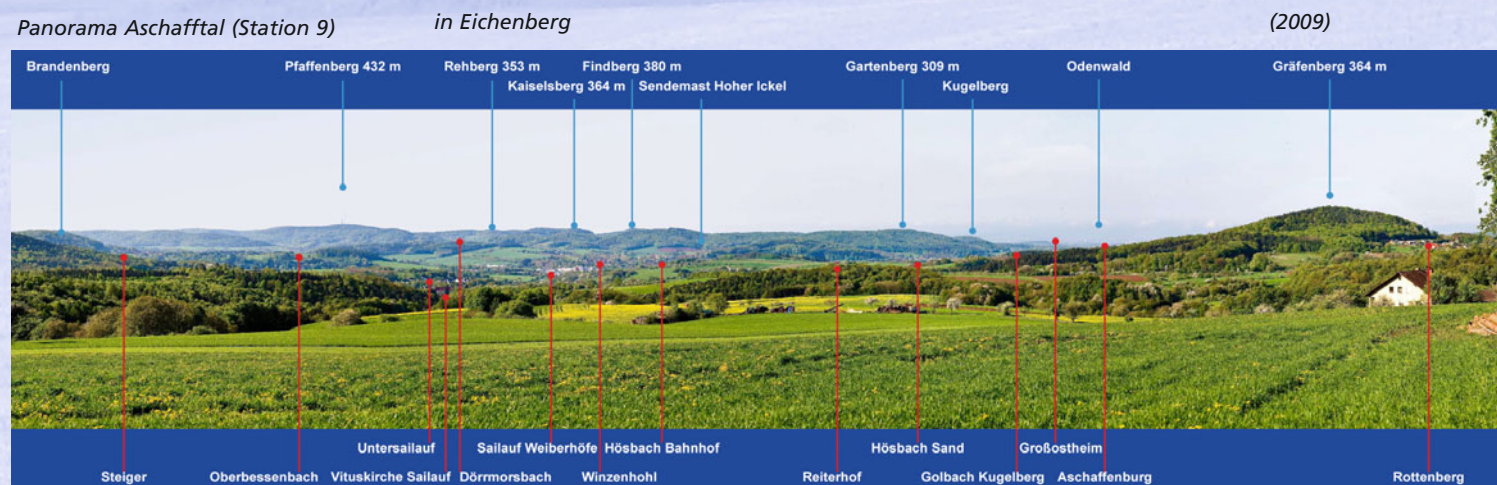 Panorama Aschafftal (Station 9) in Eichenberg (2009)
Brandenberg Pfaffenberg 432 m Rehberg 353 m Findberg 380 m Gartenberg 309 m Odenwald Gräfenberg 364 m
Kaiselsberg 364 m Sendemast Hoher Ickel Kugelberg
Untersailauf Sailauf Weiberhöfe Hösbach Bahnhof Hösbach Sand Großostheim
Steiger Oberbessenbach Vituskirche Sailauf Dörrmorsbach Winzenhohl Reiterhof Golbach Kugelberg Aschaffenburg Rottenberg